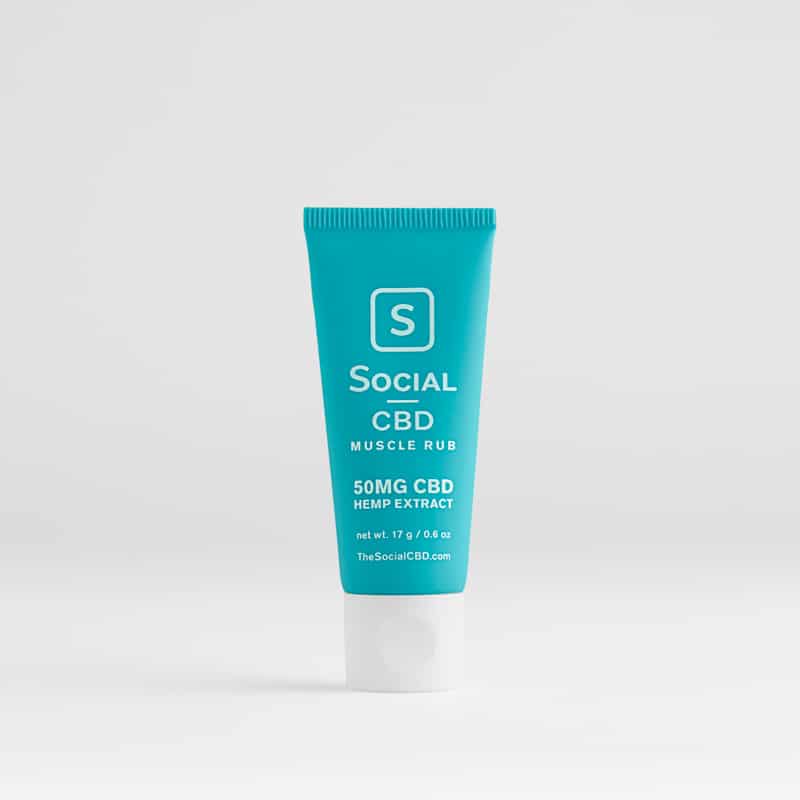 S
SOCIAL
CBD
MUSCLE RUB
50MG CBD
HEMP EXTRACT
net wt. 17 g / 0.6 oz
TheSocialCBD.com